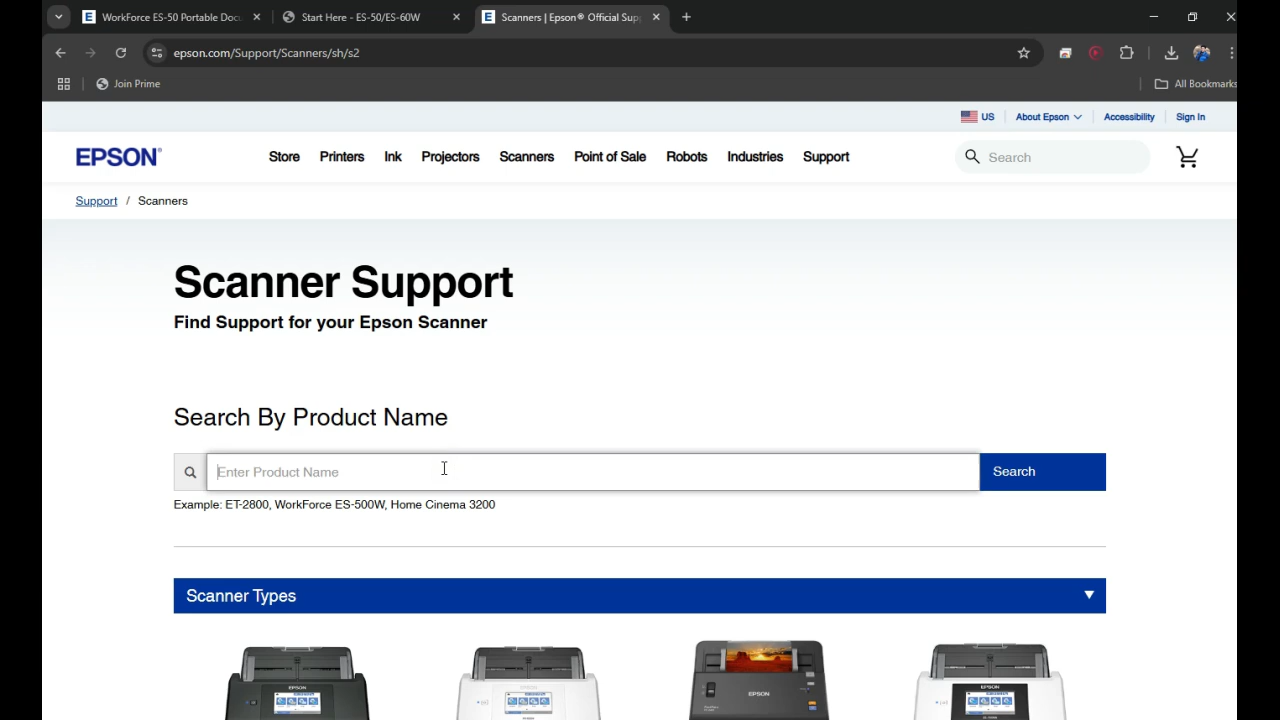 WorkForce ES-50 Portable Doc
Start Here - ES-50/ES-60W
E Scanners | Epson® Official Sup
epson.com/Support/Scanners/sh/s2
Join Prime
All Bookmarks
US
About Epson
Accessibility
Sign In
EPSON®
Store
Printers
Ink
Projectors
Scanners
Point of Sale
Robots
Industries
Support
Search
Support / Scanners
Scanner Support
Find Support for your Epson Scanner
Search By Product Name
Enter Product Name
Search
Example: ET-2800, WorkForce ES-500W, Home Cinema 3200
Scanner Types
EPSON
EPSON
EPSON